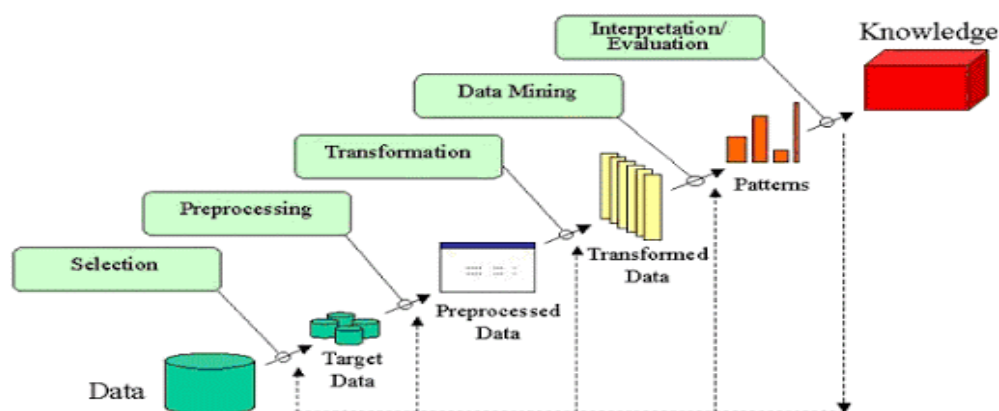 Interpretation/
Evaluation
Knowledge
Data Mining
Transformation
Patterns
Preprocessing
Transformed
Data
Selection
Preprocessed
Data
Target
Data
Data